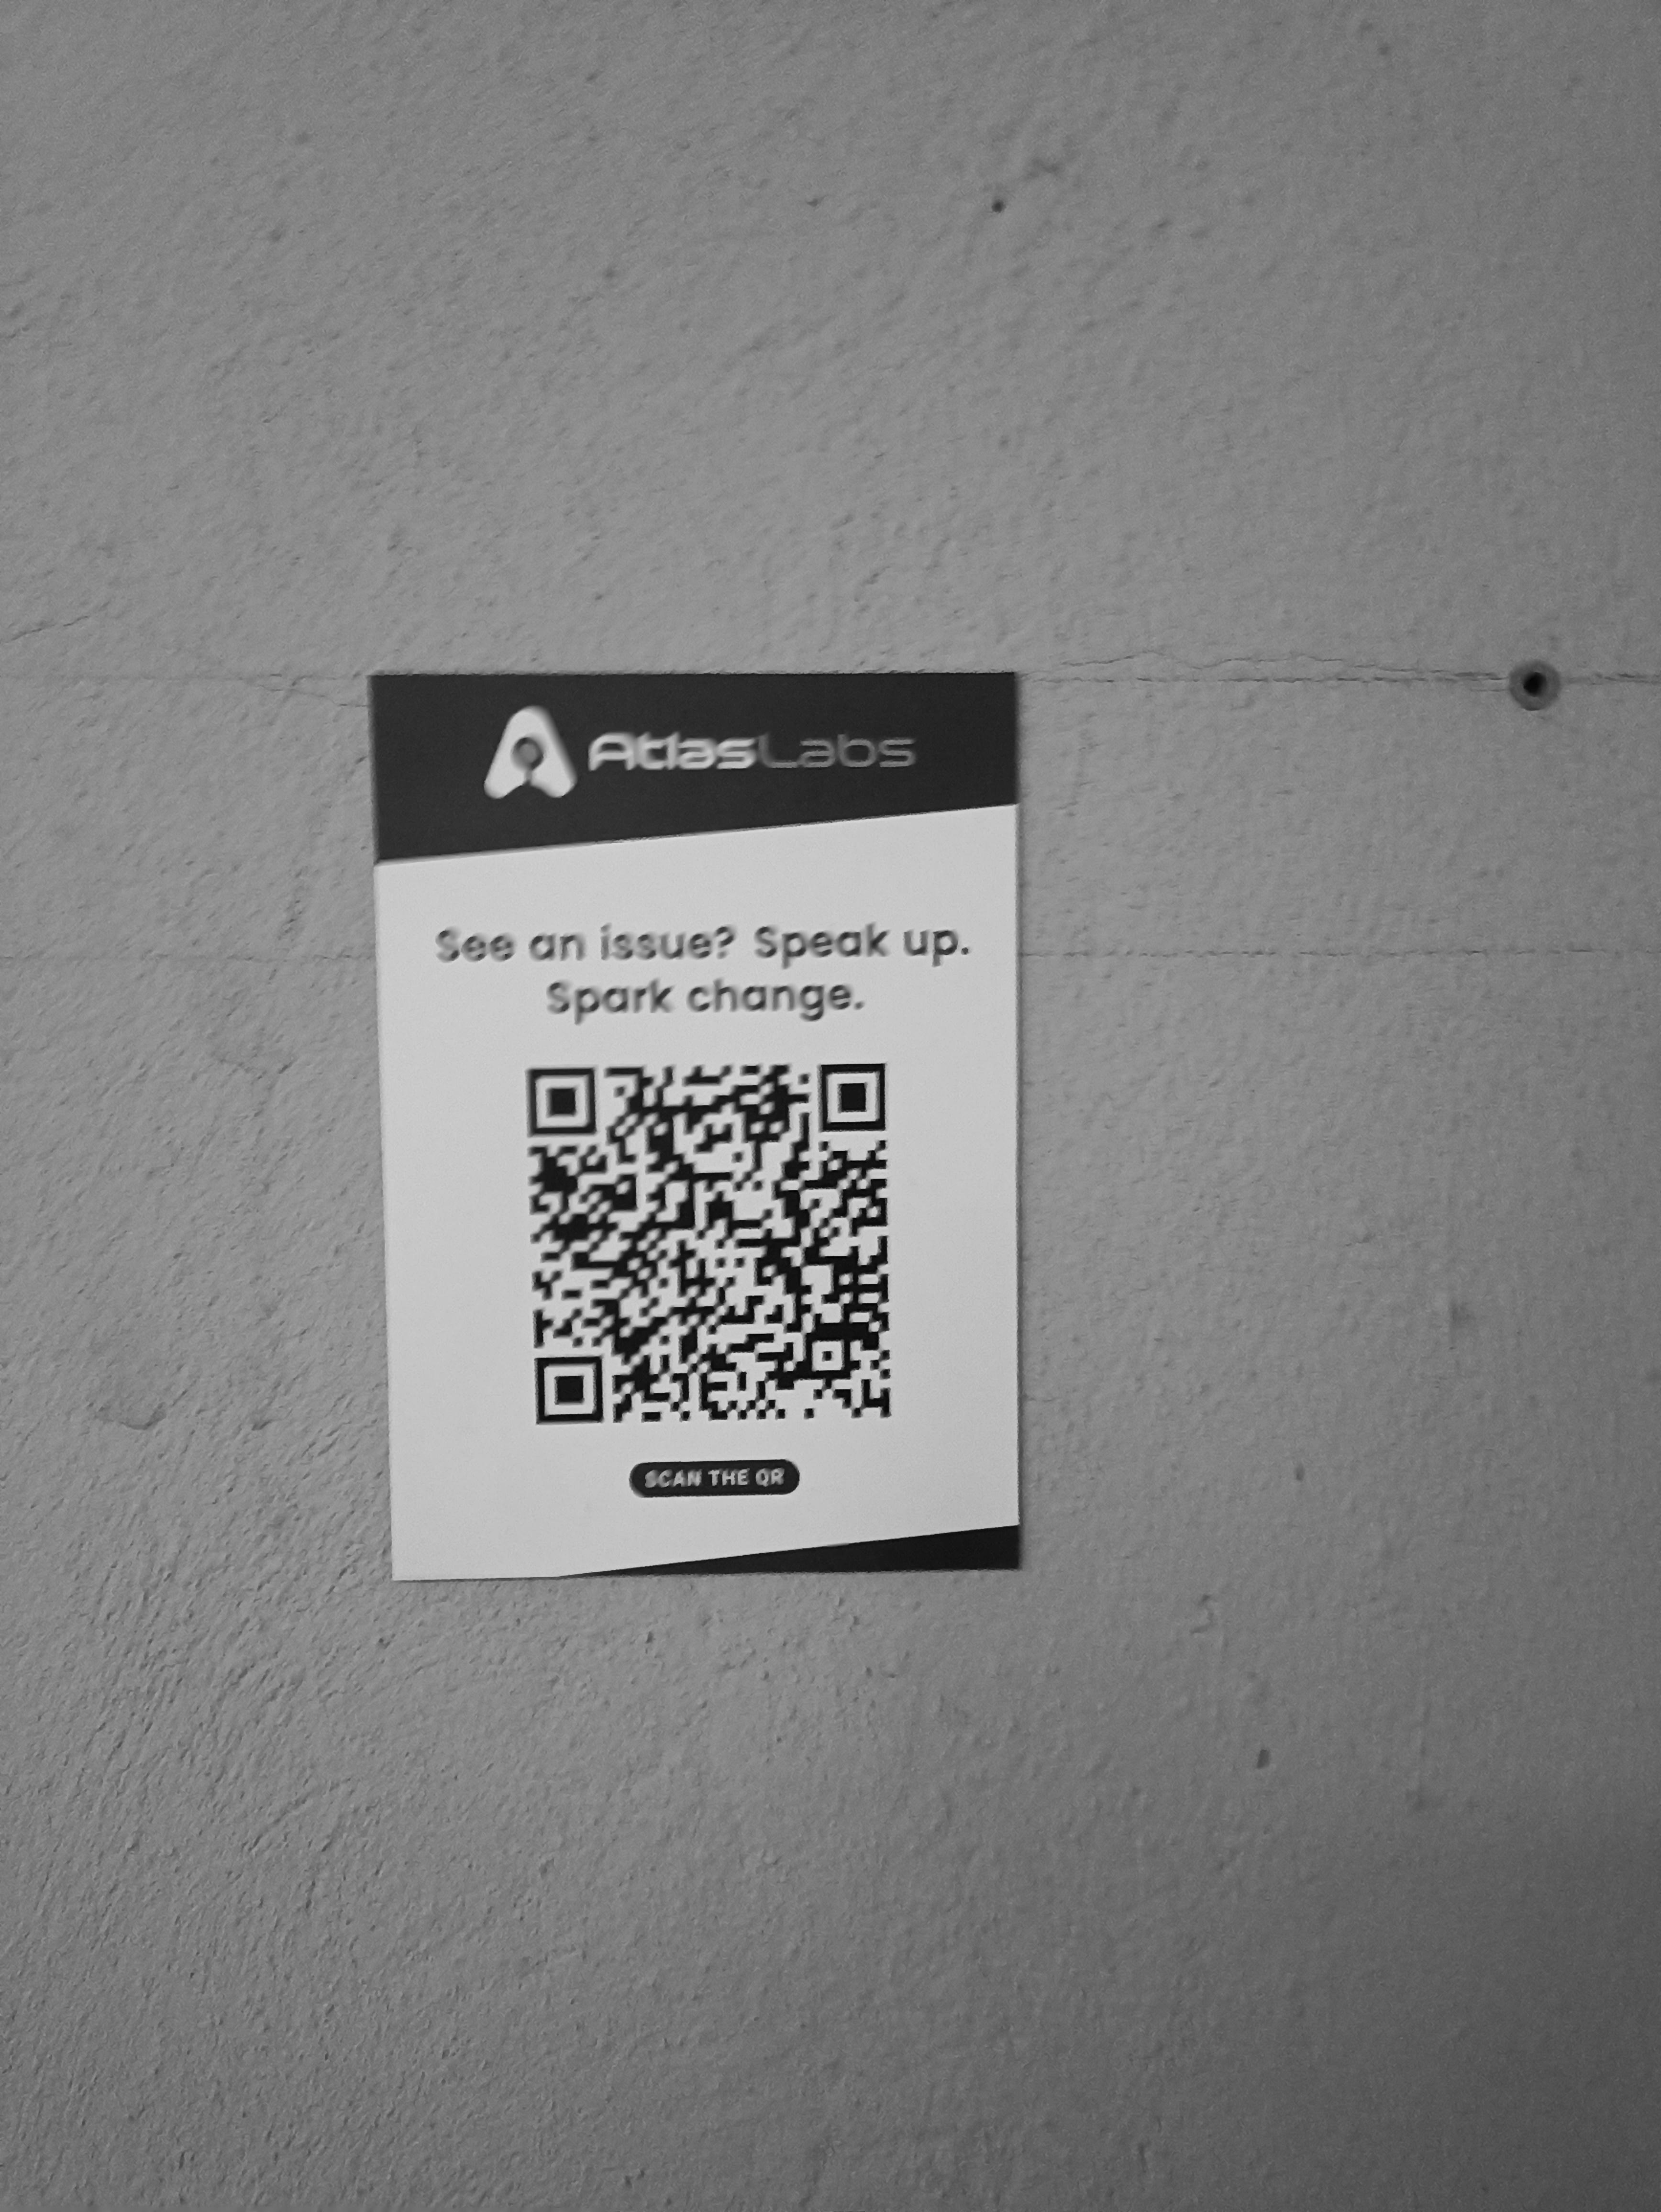 AtlasLabs
See an issue? Speak up.
Spark change.
SCAN THE QR